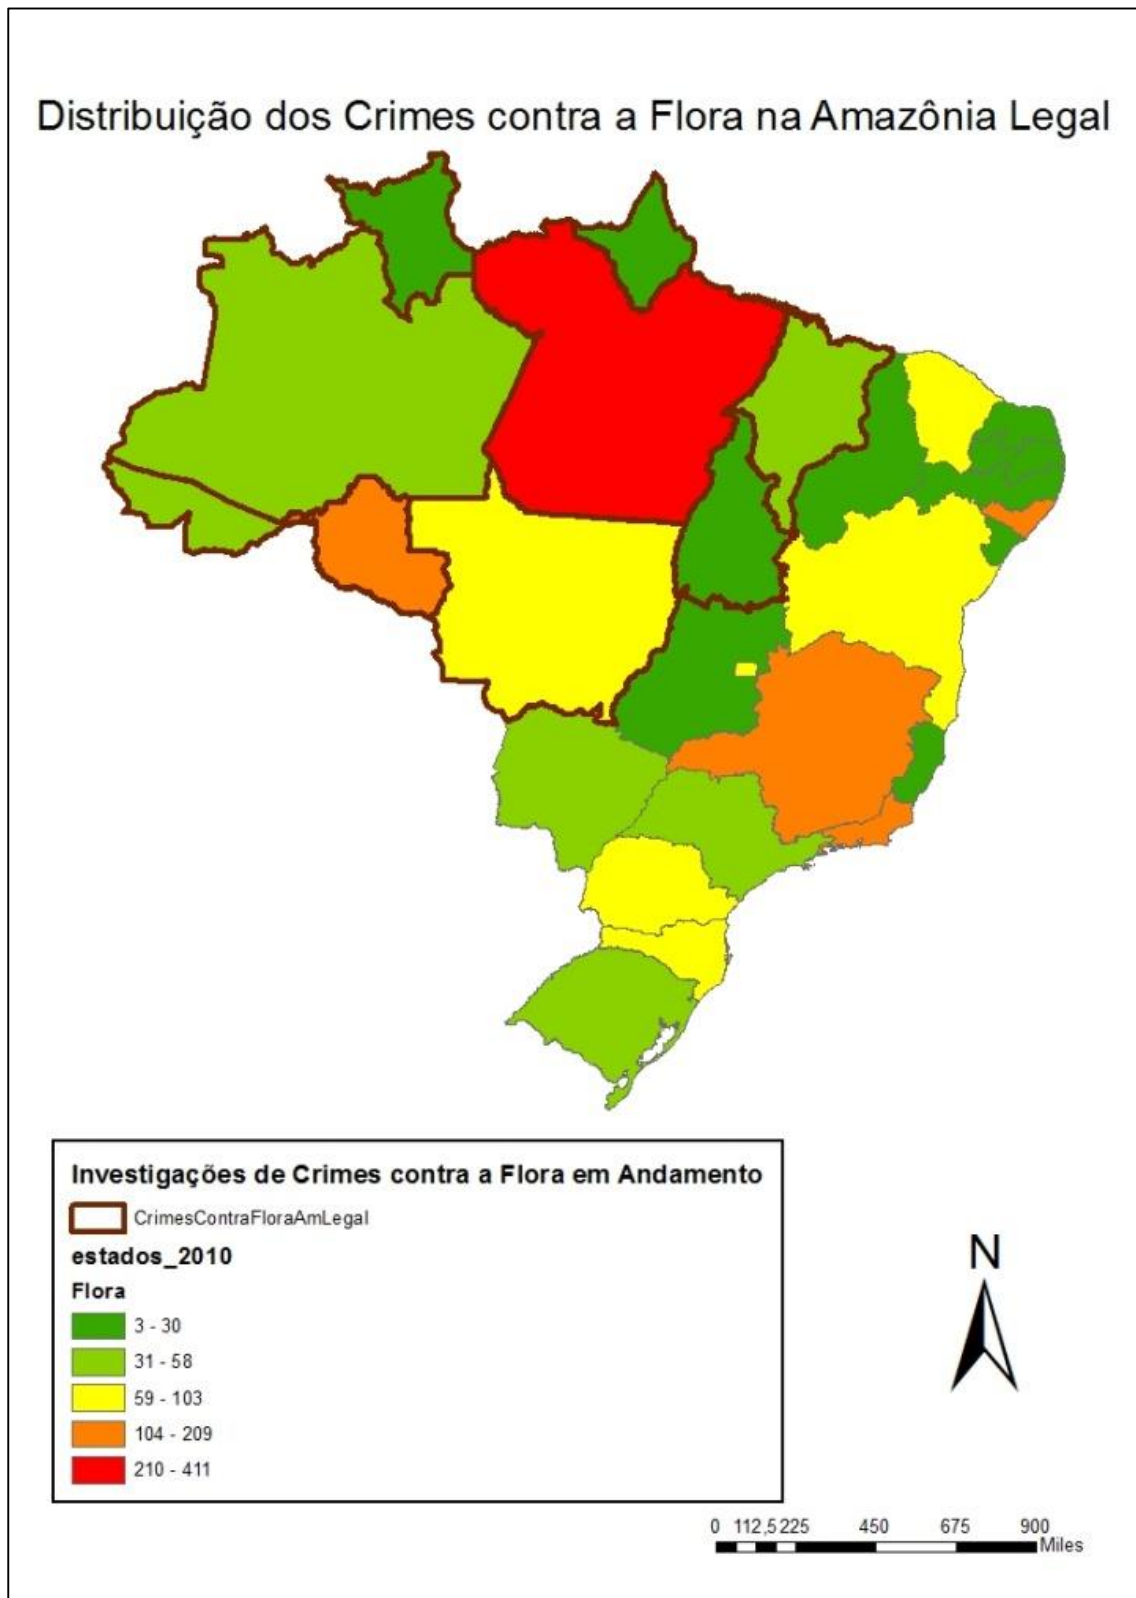 Distribuição dos Crimes contra a Flora na Amazônia Legal
Investigações de Crimes contra a Flora em Andamento
CrimesContraFloraAmLegal
estados_2010
Flora
3 - 30
31 - 58
59 - 103
104 - 209
210 - 411
N
0 112,5 225 450 675 900
Miles